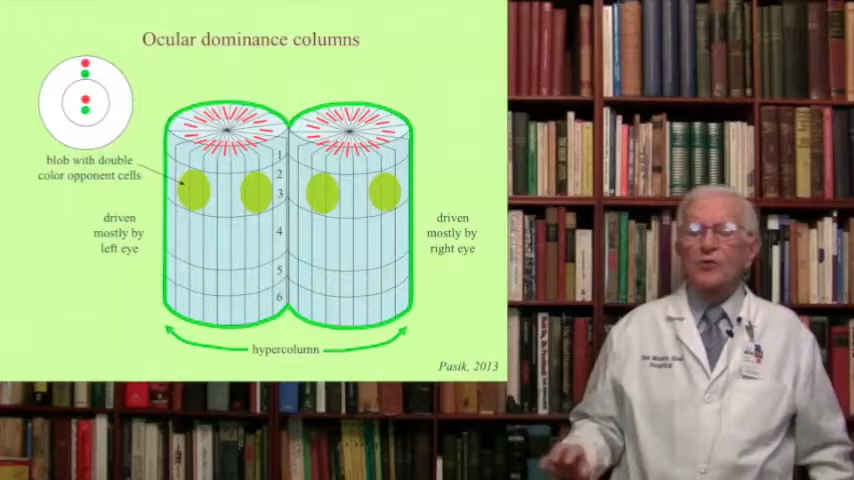 Ocular dominance columns
blob with double
color opponent cells
driven
mostly by
left eye
1
2
3
4
5
6
driven
mostly by
right eye
hypercolumn
Pasik, 2013
Hospital